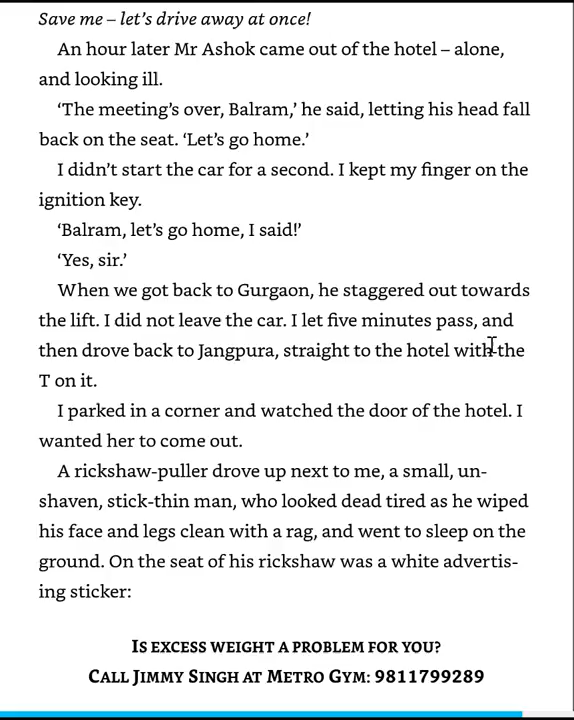 Save me – let's drive away at once!
An hour later Mr Ashok came out of the hotel – alone,
and looking ill.
‘The meeting’s over, Balram,’ he said, letting his head fall
back on the seat. ‘Let’s go home.’
I didn’t start the car for a second. I kept my finger on the
ignition key.
‘Balram, let’s go home, I said!’
‘Yes, sir.’
When we got back to Gurgaon, he staggered out towards
the lift. I did not leave the car. I let five minutes pass, and
then drove back to Jangpura, straight to the hotel with the
T on it.
I parked in a corner and watched the door of the hotel. I
wanted her to come out.
A rickshaw-puller drove up next to me, a small, un-
shaven, stick-thin man, who looked dead tired as he wiped
his face and legs clean with a rag, and went to sleep on the
ground. On the seat of his rickshaw was a white advertis-
ing sticker:
Is excess weight a problem for you?
Call Jimmy Singh at Metro Gym: 9811799289